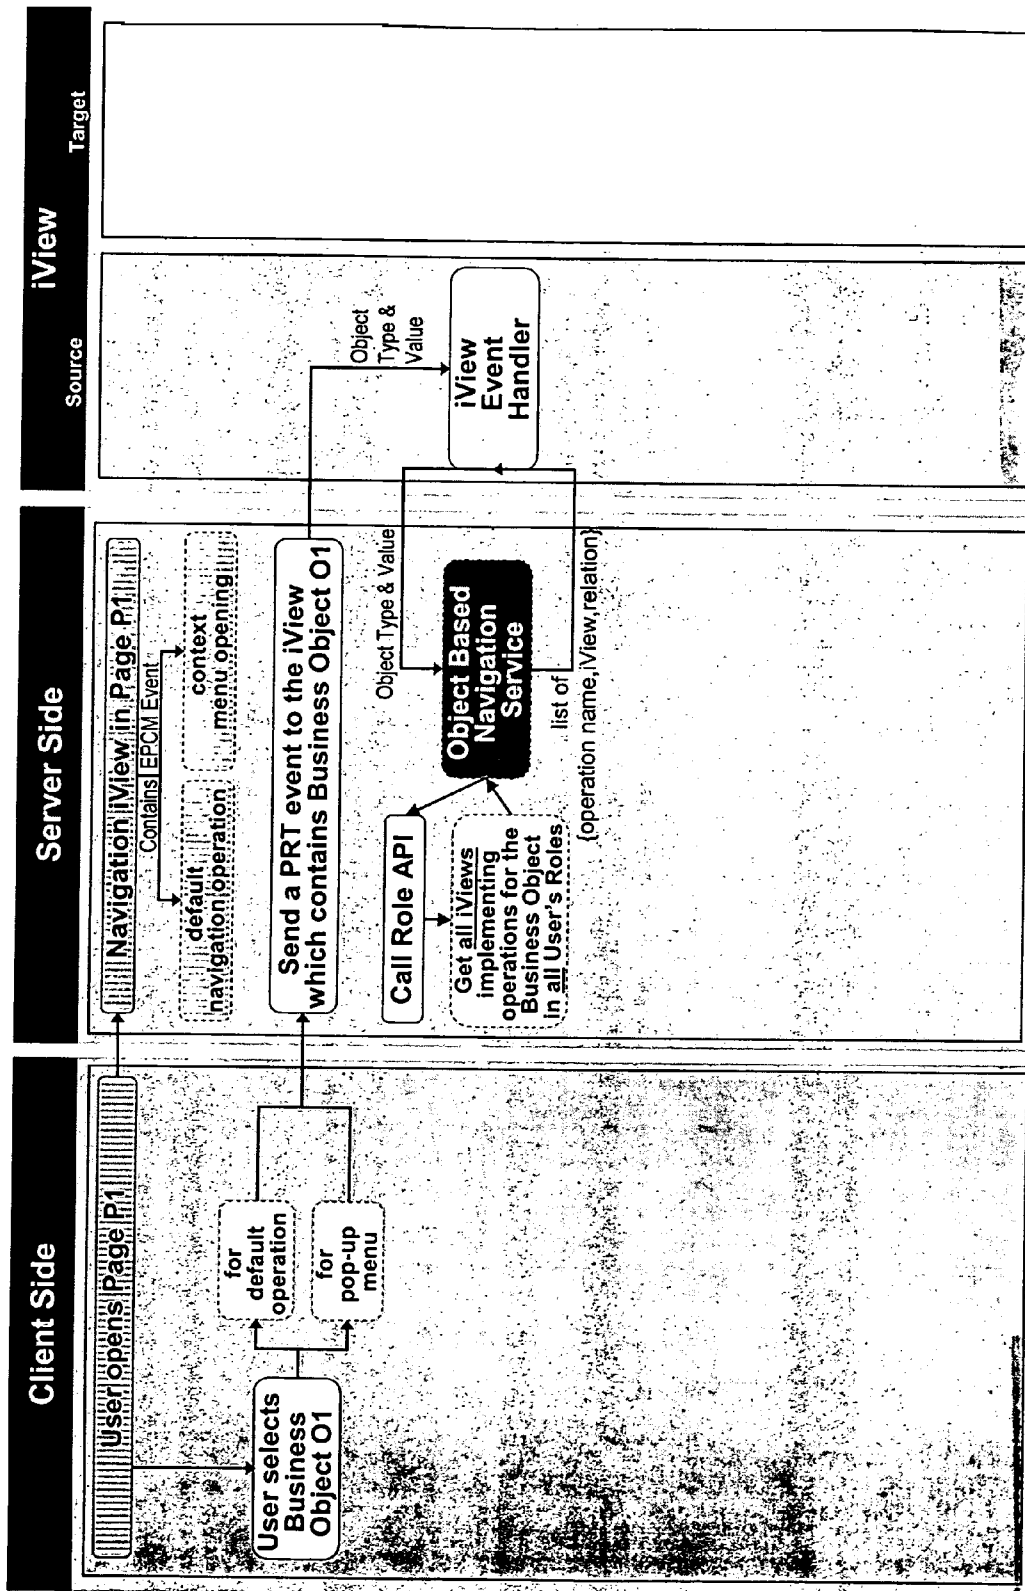 Client Side
Server Side
iView
Source
Target
User opens Page P1
Navigation iView in Page P1
Contains EPCM Event
default
navigation operation
context
menu opening
User selects
Business
Object O1
for
default
operation
for
pop-up
menu
Send a PRT event to the iView
which contains Business Object O1
Object
Type &
Value
iView
Event
Handler
Object Type & Value
Object Based
Navigation
Service
list of
{operation name,iView,relation}
Call Role API
Get all iViews
implementing
operations for the
Business Object
in all User's Roles